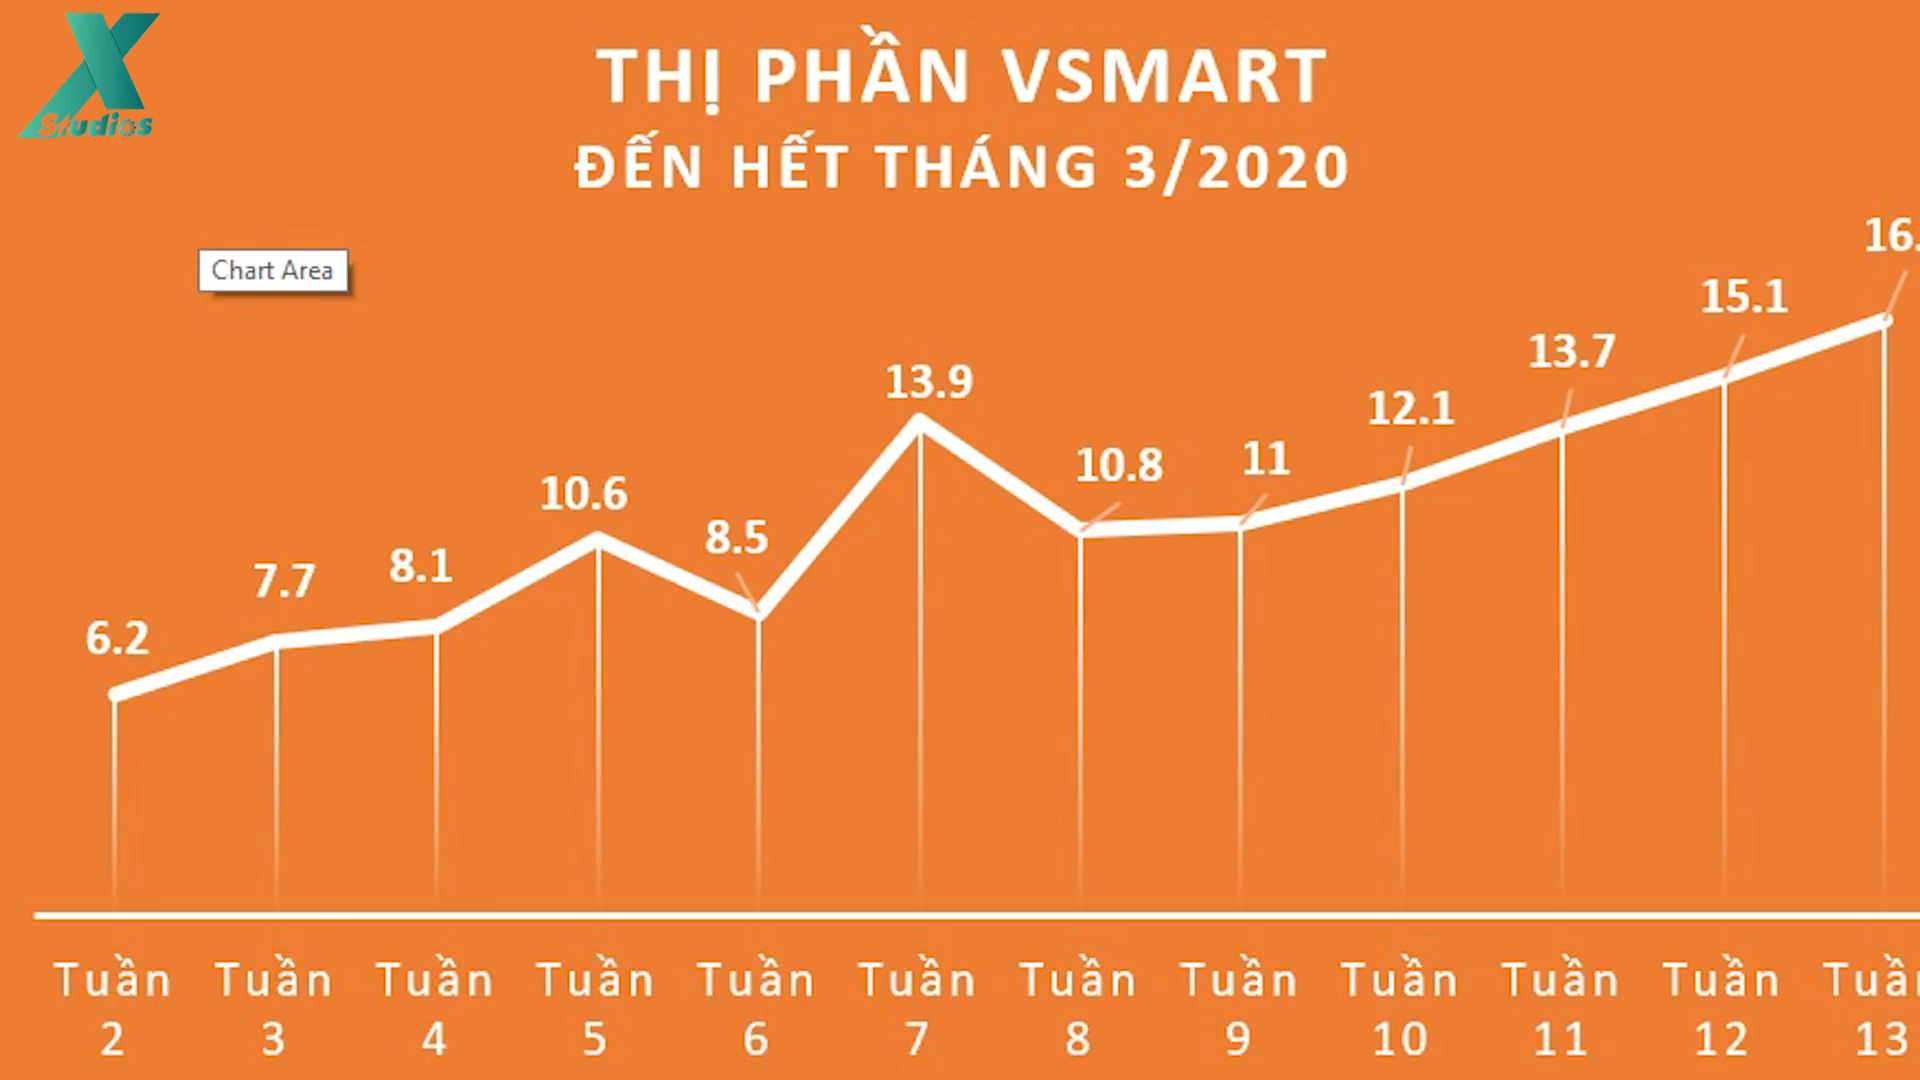 X
Studios
THỊ PHẦN VSMART
ĐẾN HẾT THÁNG 3/2020
Chart Area
6.2
7.7
8.1
10.6
8.5
13.9
10.8
11
12.1
13.7
15.1
16.
Tuần 2
Tuần 3
Tuần 4
Tuần 5
Tuần 6
Tuần 7
Tuần 8
Tuần 9
Tuần 10
Tuần 11
Tuần 12
Tuần 13